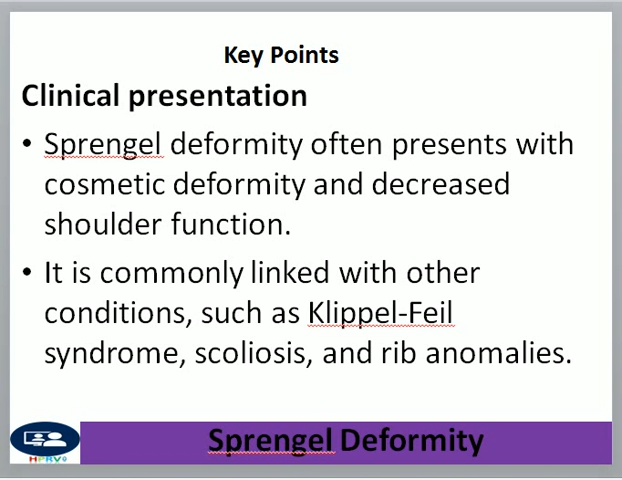 Key Points
Clinical presentation
• Sprengel deformity often presents with
cosmetic deformity and decreased
shoulder function.
• It is commonly linked with other
conditions, such as Klippel-Feil
syndrome, scoliosis, and rib anomalies.
Sprengel Deformity